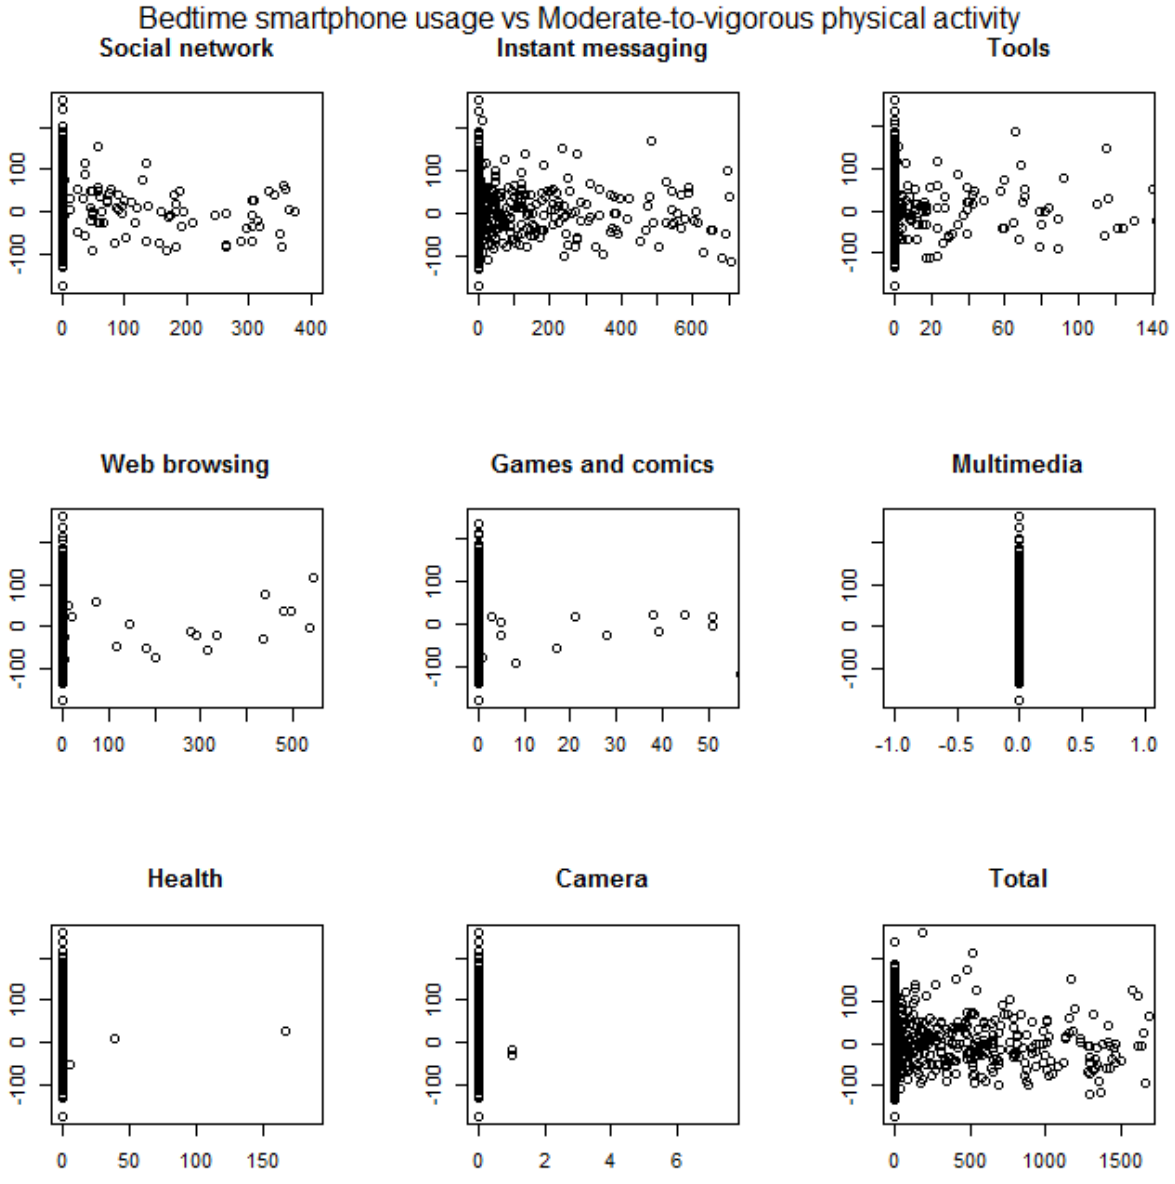 Bedtime smartphone usage vs Moderate-to-vigorous physical activity
Social network Instant messaging Tools
100 0 -100 100 0 -100 100 0 -100
0 100 200 300 400 0 200 400 600 0 20 60 100 140
Web browsing Games and comics Multimedia
100 0 -100 100 0 -100 100 0 -100
0 100 300 500 0 10 20 30 40 50 -1.0 -0.5 0.0 0.5 1.0
Health Camera Total
100 0 -100 100 0 -100 100 0 -100
0 50 100 150 0 2 4 6 0 500 1000 1500